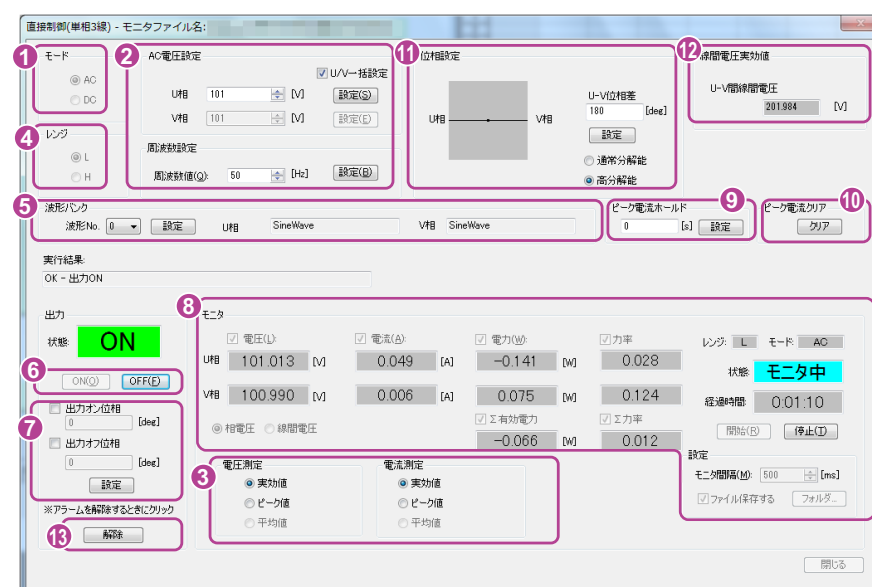 直接制御(単相3線) - モニタファイル名:
1 モード
AC
DC
2 AC電圧設定
U/V一括設定
U相 101 [V] 設定(S)
V相 101 [V] 設定(E)
周波数設定
周波数値(Q): 50 [Hz] 設定(B)
11 位相設定
U相 V相
U-V位相差
180 [deg]
設定
通常分解能
高分解能
12 線間電圧実効値
U-V間線間電圧
201.984 [V]
4 レンジ
L
H
5 波形バンク
波形No. 0 設定 U相 SineWave V相 SineWave
9 ピーク電流ホールド
0 [s] 設定
10 ピーク電流クリア
クリア
実行結果:
OK - 出力ON
出力
状態: ON
6 ON(O) OFF(F)
7 出力オン位相
0 [deg]
出力オフ位相
0 [deg]
設定
※アラームを解除するときにクリック
13 解除
8 モニタ
電圧(L): 電流(A): 電力(W): 力率
U相 101.013 [V] 0.049 [A] -0.141 [W] 0.028
V相 100.990 [V] 0.006 [A] 0.075 [W] 0.124
相電圧 線間電圧 Σ有効電力 Σ力率
-0.066 [W] 0.012
レンジ: L モード: AC
状態: モニタ中
経過時間: 0:01:10
開始(R) 停止(T)
設定
モニタ間隔(M): 500 [ms]
ファイル保存する フォルダ...
3 電圧測定
実効値
ピーク値
平均値
電流測定
実効値
ピーク値
平均値
閉じる